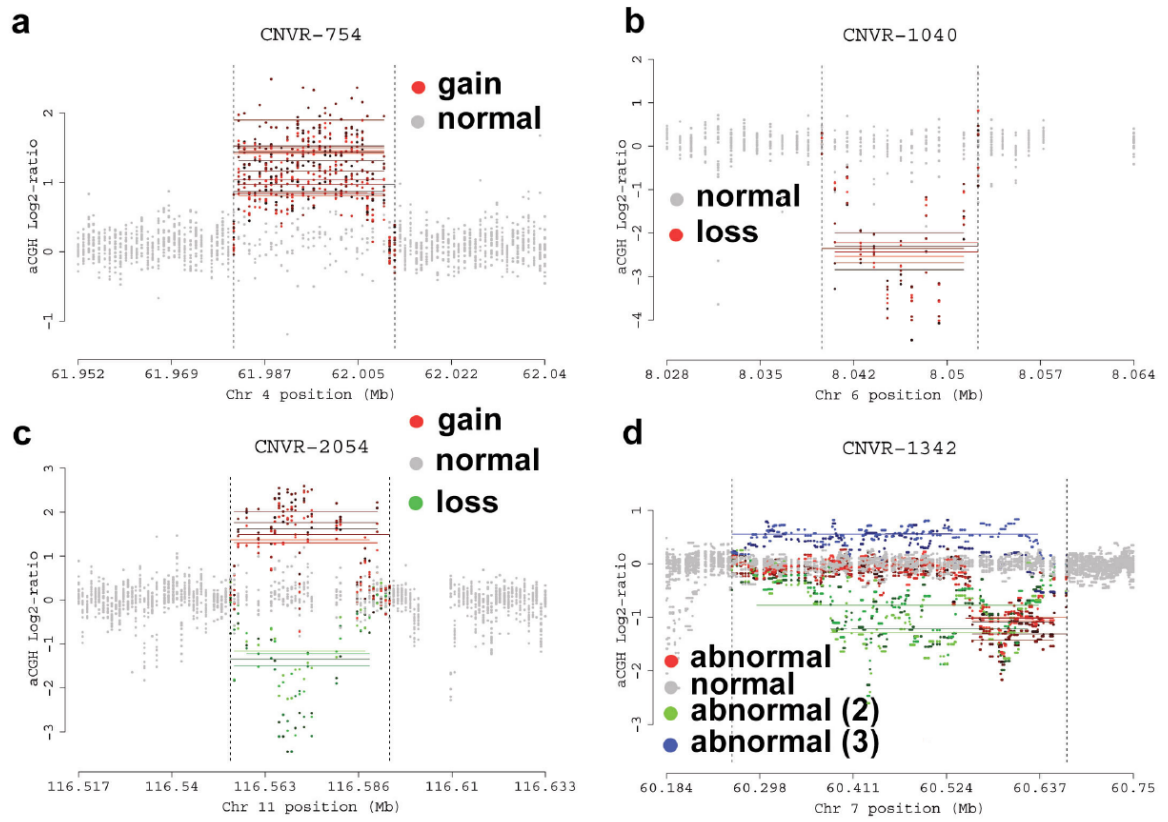 a
CNVR-754
gain
normal
aCGH Log2-ratio
2
1
0
-1
61.952 61.969 61.987 62.005 62.022 62.04
Chr 4 position (Mb)
b
CNVR-1040
normal
loss
aCGH Log2-ratio
2
1
0
-1
-2
-3
-4
8.028 8.035 8.042 8.05 8.057 8.064
Chr 6 position (Mb)
c
CNVR-2054
gain
normal
loss
aCGH Log2-ratio
3
2
1
0
-1
-2
-3
116.517 116.54 116.563 116.586 116.61 116.633
Chr 11 position (Mb)
d
CNVR-1342
abnormal
normal
abnormal (2)
abnormal (3)
aCGH Log2-ratio
1
0
-1
-2
-3
60.184 60.298 60.411 60.524 60.637 60.75
Chr 7 position (Mb)